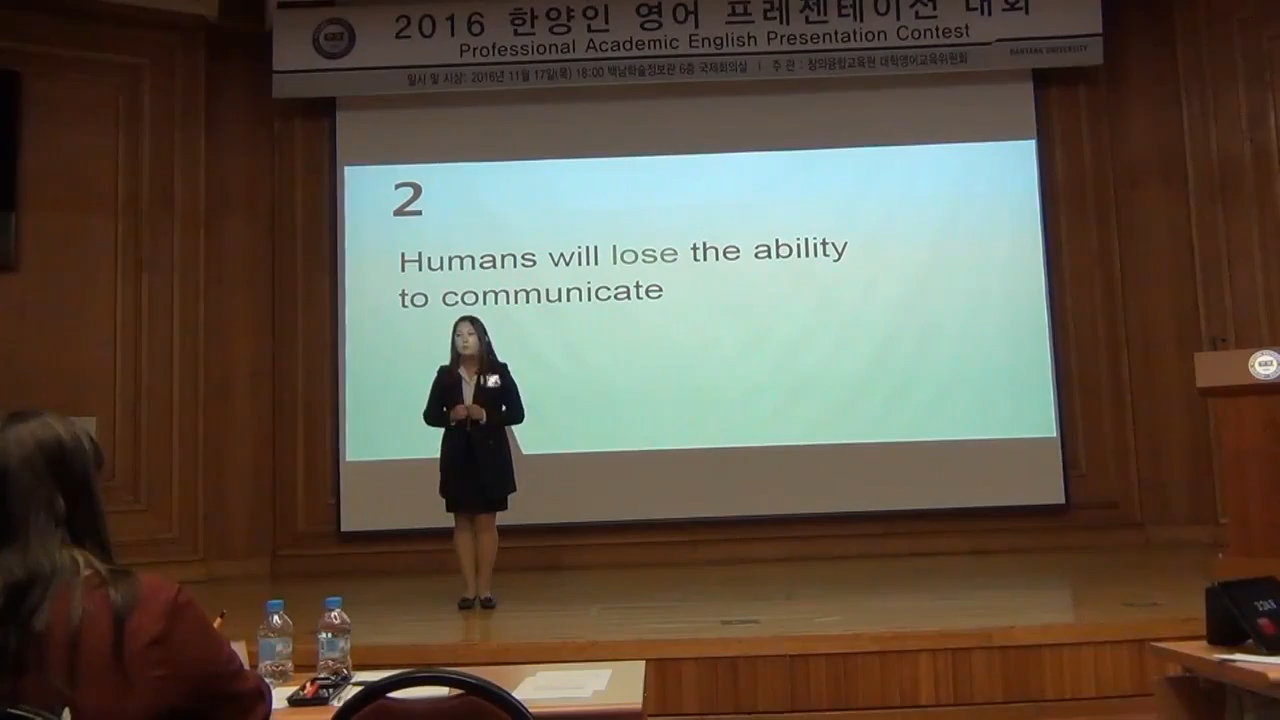 2016 한양인 영어 프레젠테이션 대회
Professional Academic English Presentation Contest
HANYANG UNIVERSITY
일시 및 시상: 2016년 11월 17일(목) 18:00 백남학술정보관 6층 국제회의실 | 주 관 : 창의융합교육원 대학영어교육위원회
2
Humans will lose the ability
to communicate